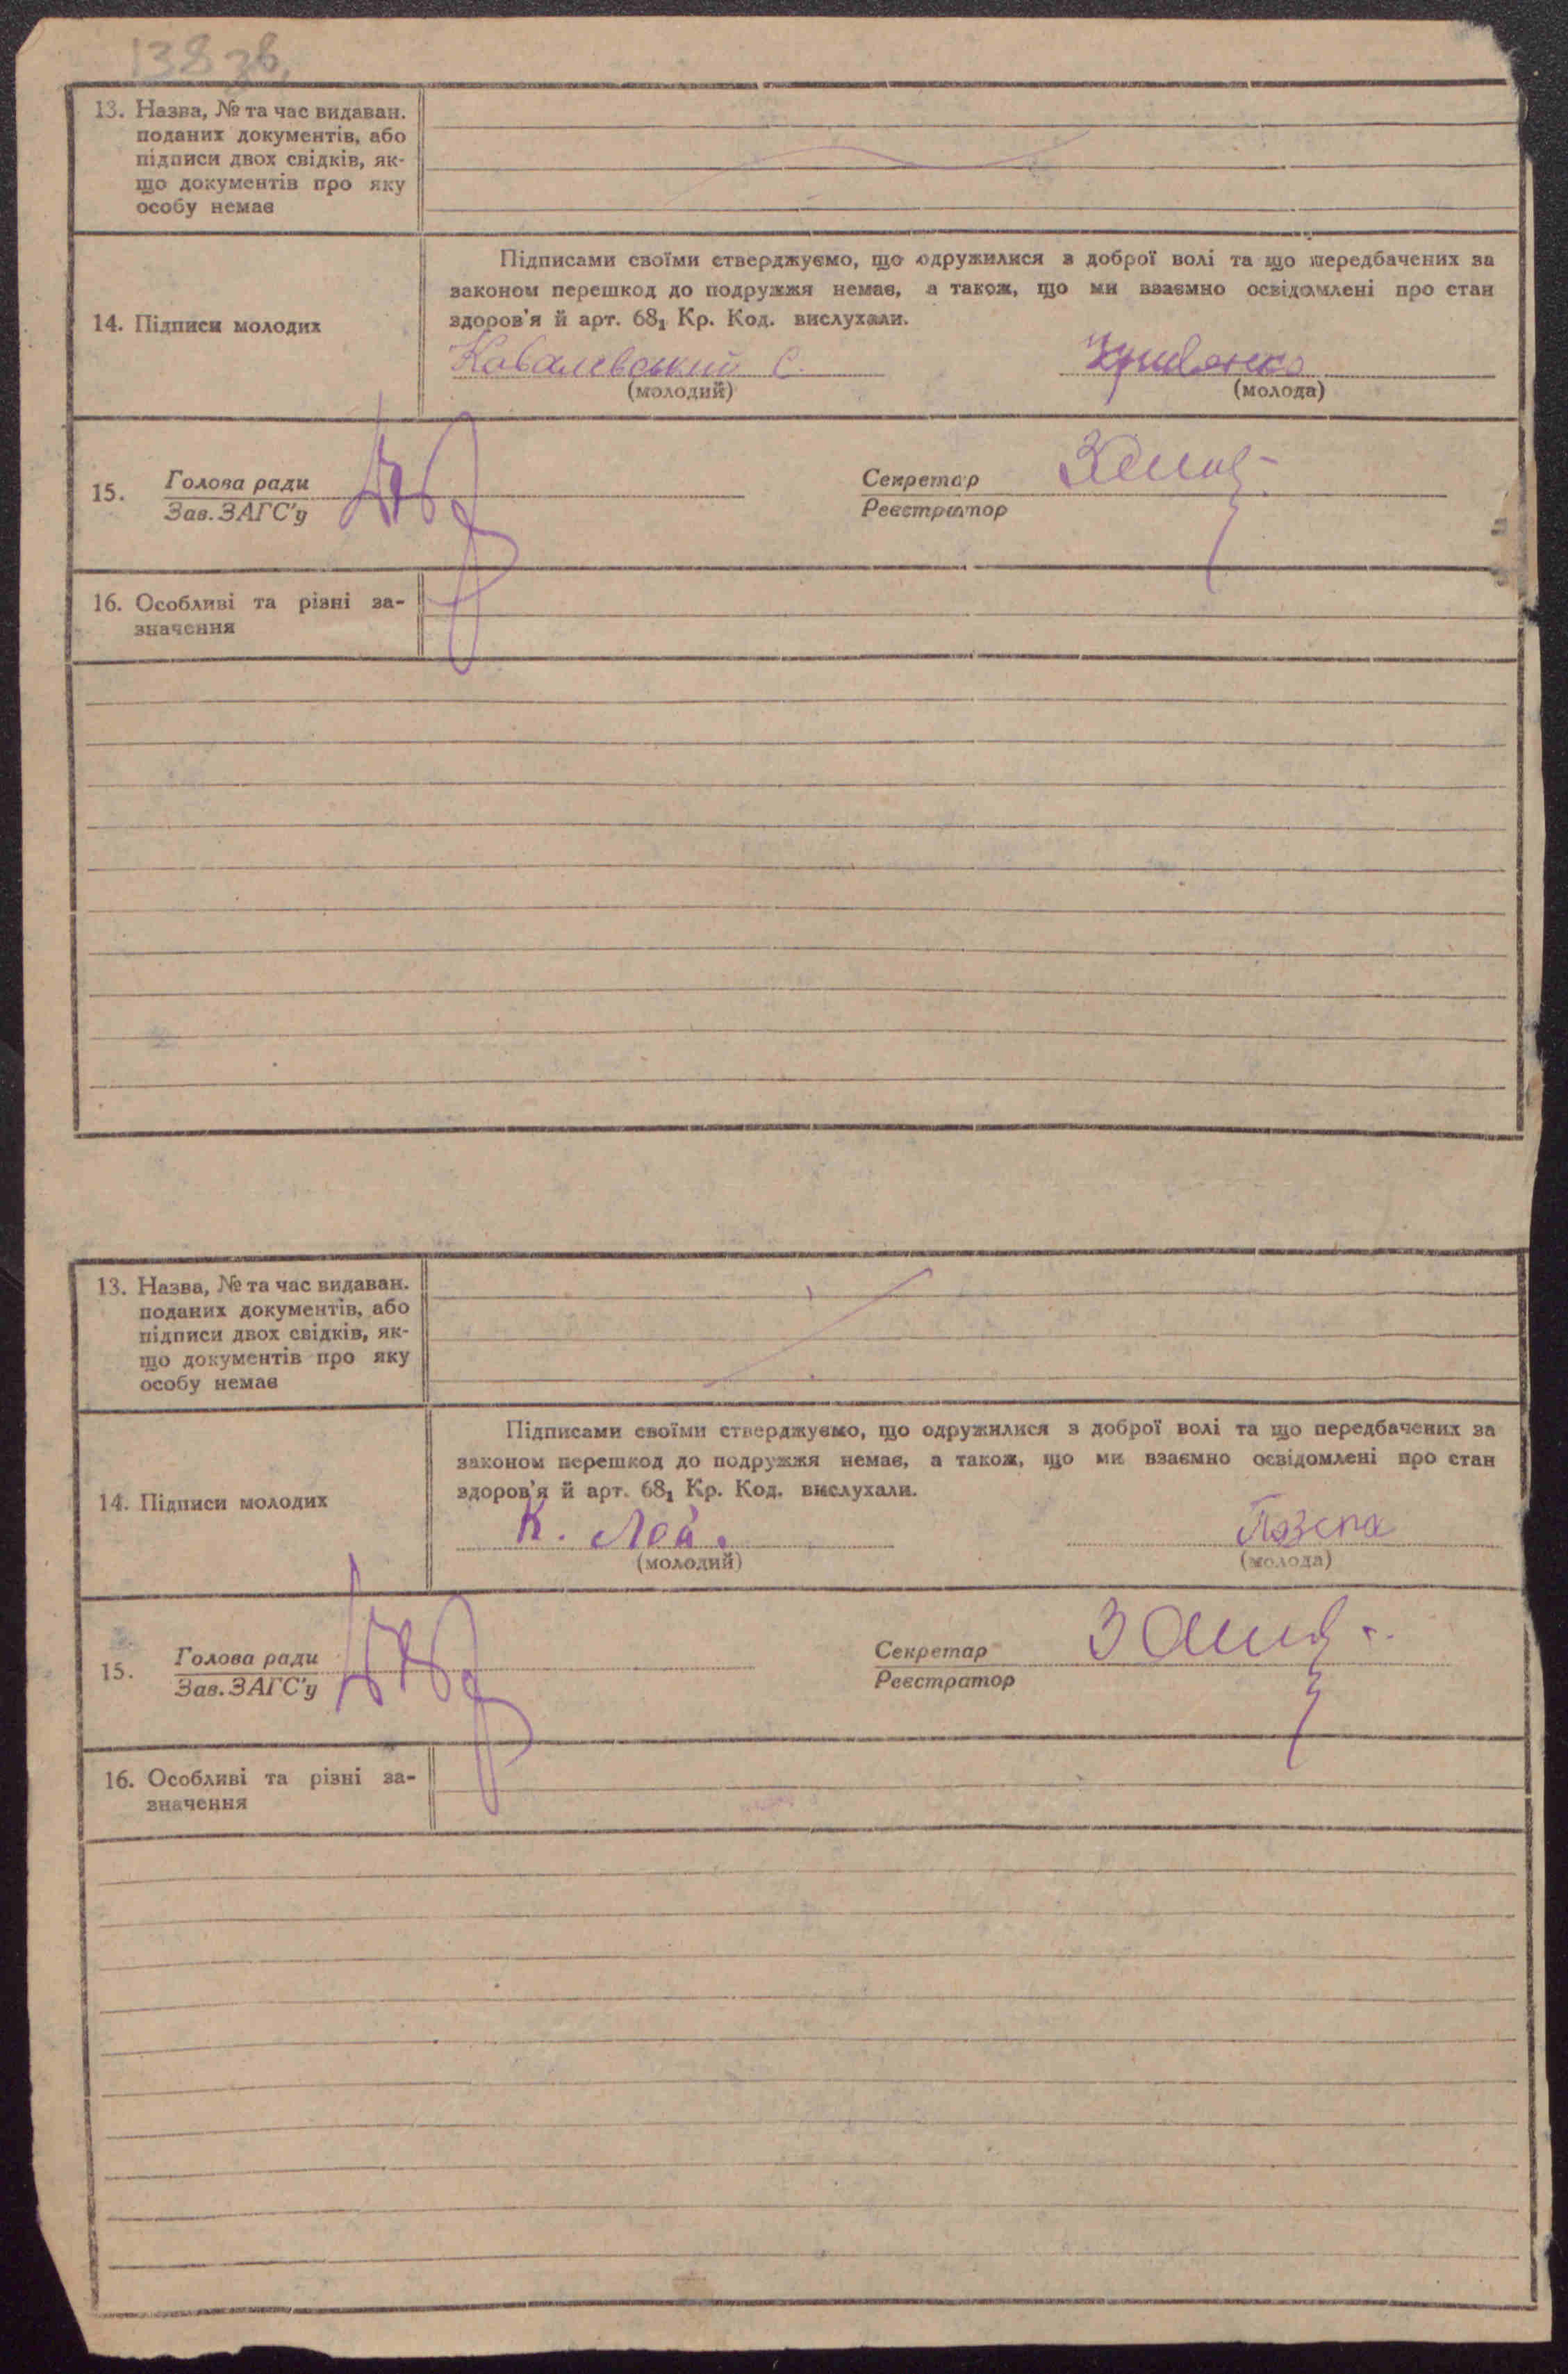 138 зв.
13. Назва, № та час видаван.
поданих документів, або
підписи двох свідків, як-
що документів про яку
особу немає
Підписами своїми стверджуємо, що одружилися з доброї волі та що передбачених за
законом перешкод до подружжя немає, а також, що ми взаємно освідомлені про стан
здоров'я й арт. 68₁ Кр. Код. вислухали.
14. Підписи молодих
Ковалевський С.
(молодий) (молода)
15. Голова ради
Зав. ЗАГС'у
Секретар
Реєстратор
16. Особливі та різні за-
значення
13. Назва, № та час видаван.
поданих документів, або
підписи двох свідків, як-
що документів про яку
особу немає
Підписами своїми стверджуємо, що одружилися з доброї волі та що передбачених за
законом перешкод до подружжя немає, а також, що ми взаємно освідомлені про стан
здоров'я й арт. 68₁ Кр. Код. вислухали.
14. Підписи молодих
К. Лой.
(молодий) (молода)
15. Голова ради
Зав. ЗАГС'у
Секретар
Реєстратор
16. Особливі та різні за-
значення